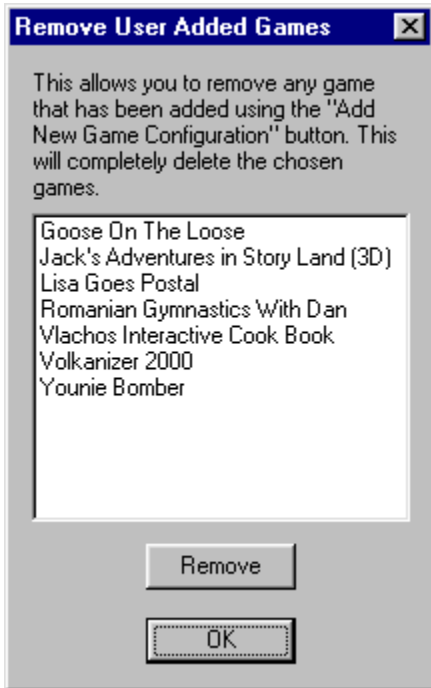 Remove User Added Games
This allows you to remove any game
that has been added using the "Add
New Game Configuration" button. This
will completely delete the chosen
games.
Goose On The Loose
Jack's Adventures in Story Land (3D)
Lisa Goes Postal
Romanian Gymnastics With Dan
Vlachos Interactive Cook Book
Volkanizer 2000
Younie Bomber
Remove
OK